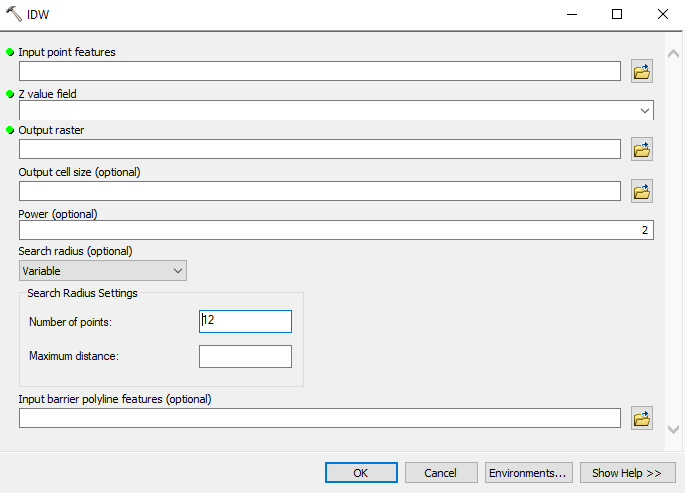 IDW
Input point features
Z value field
Output raster
Output cell size (optional)
Power (optional)
2
Search radius (optional)
Variable
Search Radius Settings
Number of points:
12
Maximum distance:
Input barrier polyline features (optional)
OK
Cancel
Environments...
Show Help >>